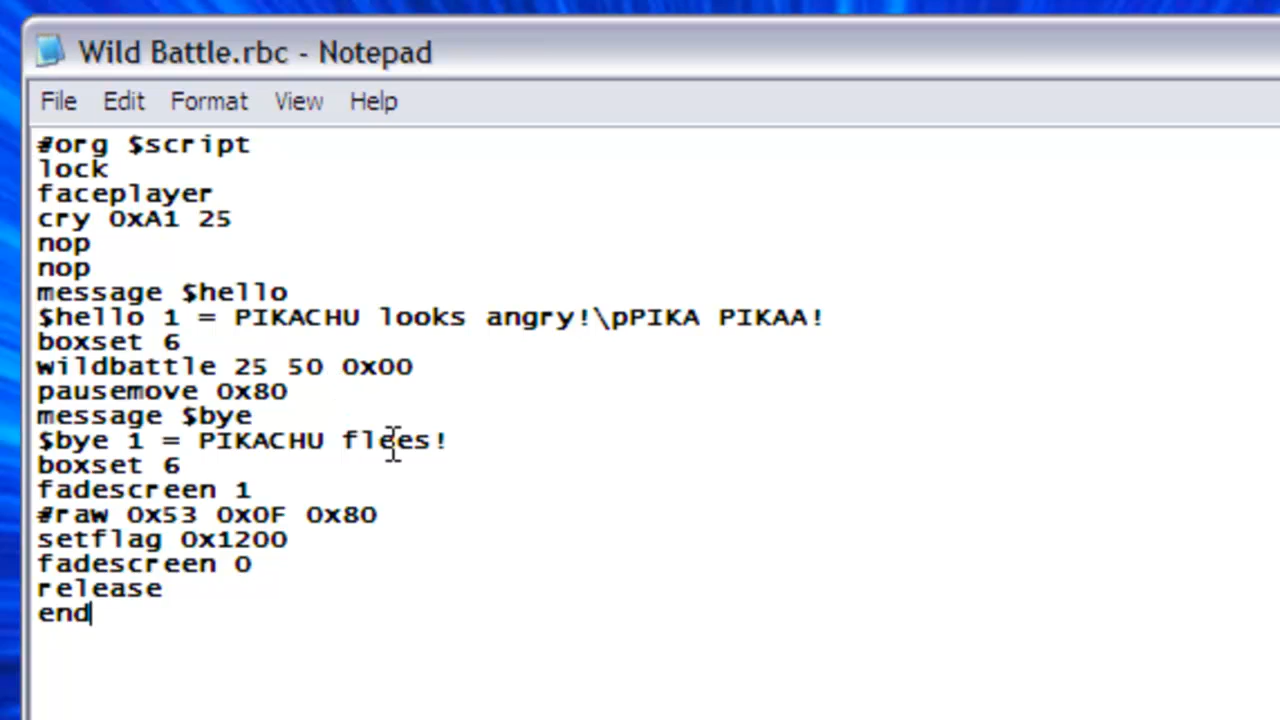 Wild Battle.rbc - Notepad
File Edit Format View Help
#org $script
lock
faceplayer
cry 0xA1 25
nop
nop
message $hello
$hello 1 = PIKACHU looks angry!\pPIKA PIKAA!
boxset 6
wildbattle 25 50 0x00
pausemove 0x80
message $bye
$bye 1 = PIKACHU flees!
boxset 6
fadescreen 1
#raw 0x53 0x0F 0x80
setflag 0x1200
fadescreen 0
release
end